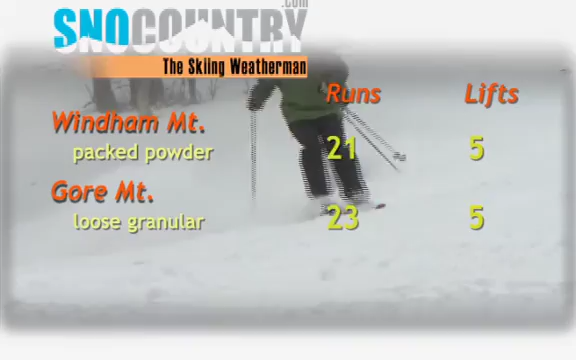 .com
SNOCOUNTRY
The Skiing Weatherman
Runs Lifts
Windham Mt.
packed powder 21 5
Gore Mt.
loose granular 23 5